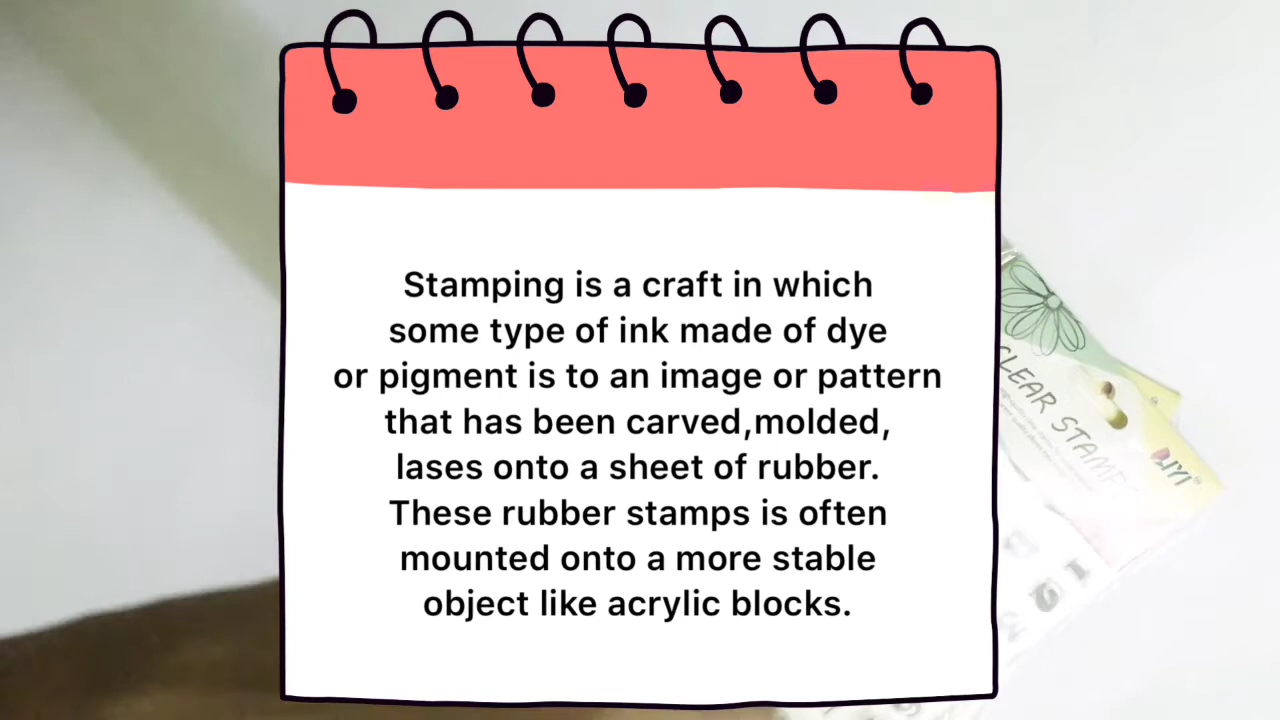 Stamping is a craft in which
some type of ink made of dye
or pigment is to an image or pattern
that has been carved,molded,
lases onto a sheet of rubber.
These rubber stamps is often
mounted onto a more stable
object like acrylic blocks.
CLEAR STAMPS